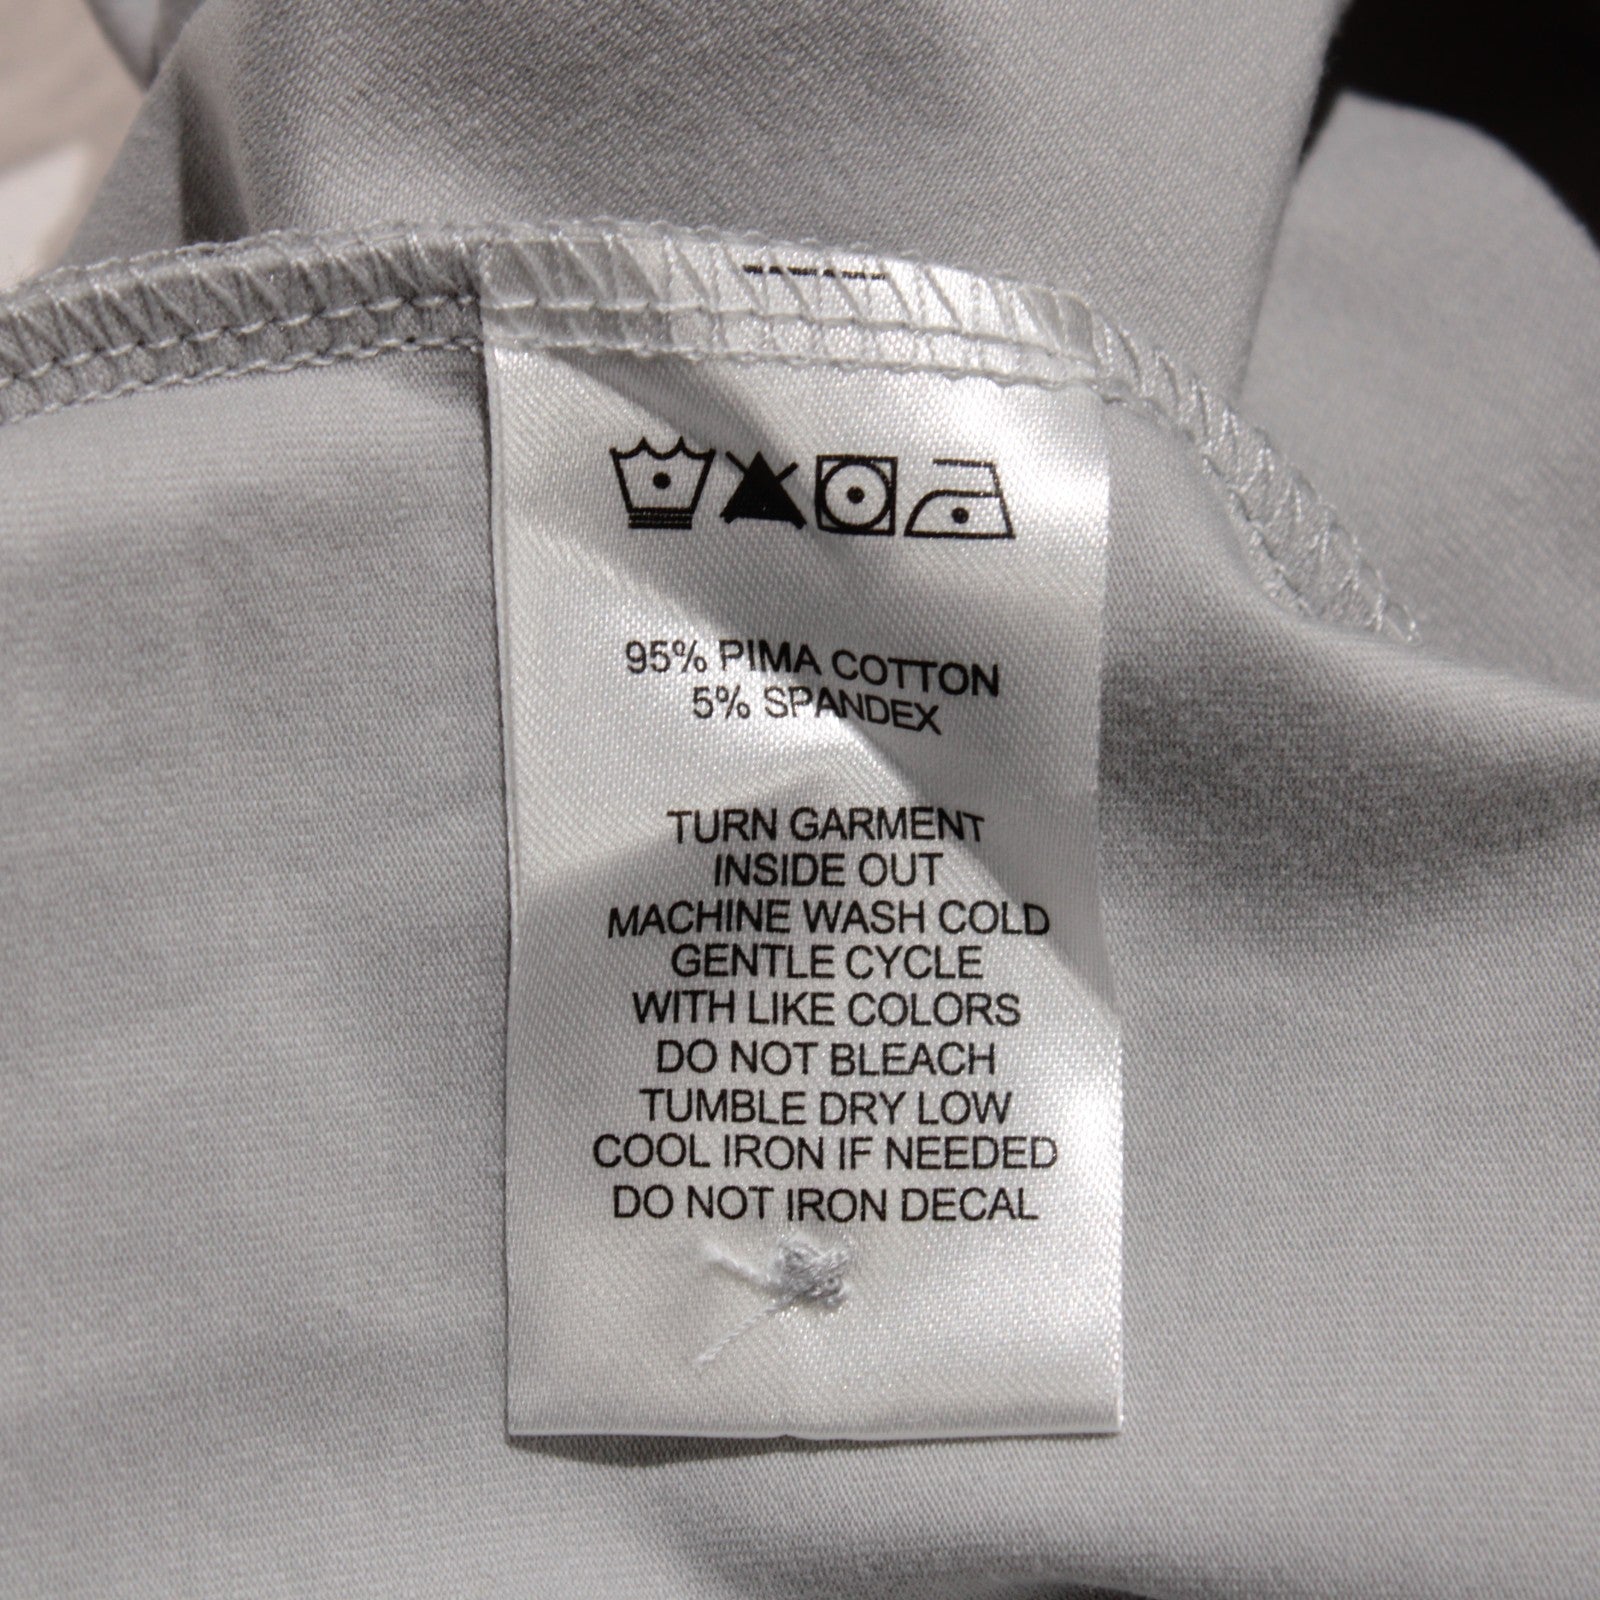 95% PIMA COTTON
5% SPANDEX
TURN GARMENT
INSIDE OUT
MACHINE WASH COLD
GENTLE CYCLE
WITH LIKE COLORS
DO NOT BLEACH
TUMBLE DRY LOW
COOL IRON IF NEEDED
DO NOT IRON DECAL